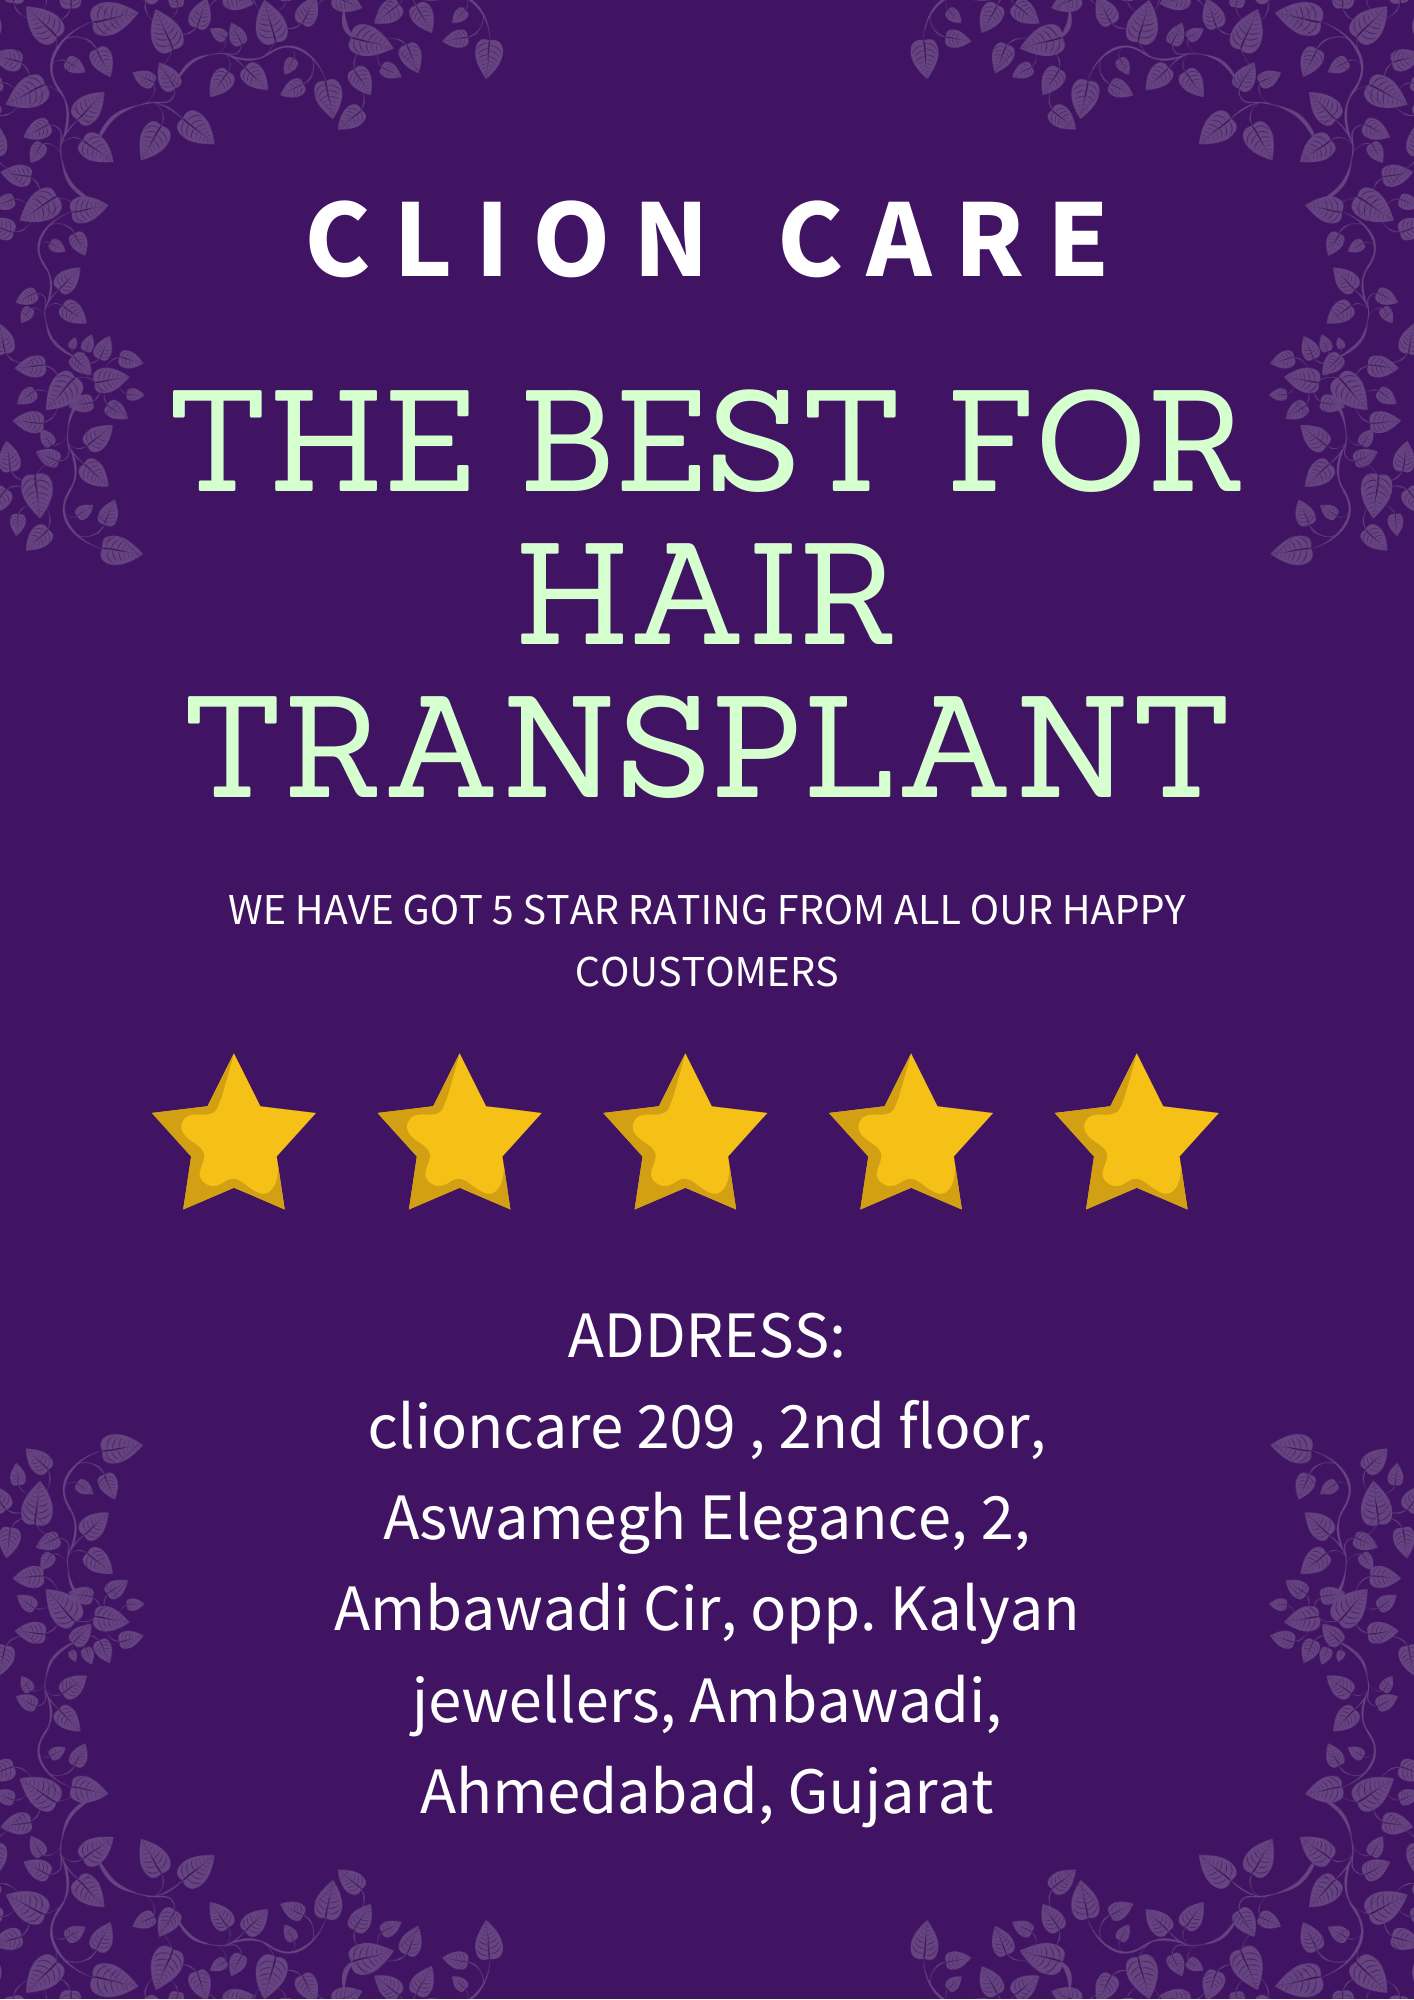 CLION CARE
THE BEST FOR
HAIR
TRANSPLANT
WE HAVE GOT 5 STAR RATING FROM ALL OUR HAPPY
COUSTOMERS
ADDRESS:
clioncare 209 , 2nd floor,
Aswamegh Elegance, 2,
Ambawadi Cir, opp. Kalyan
jewellers, Ambawadi,
Ahmedabad, Gujarat